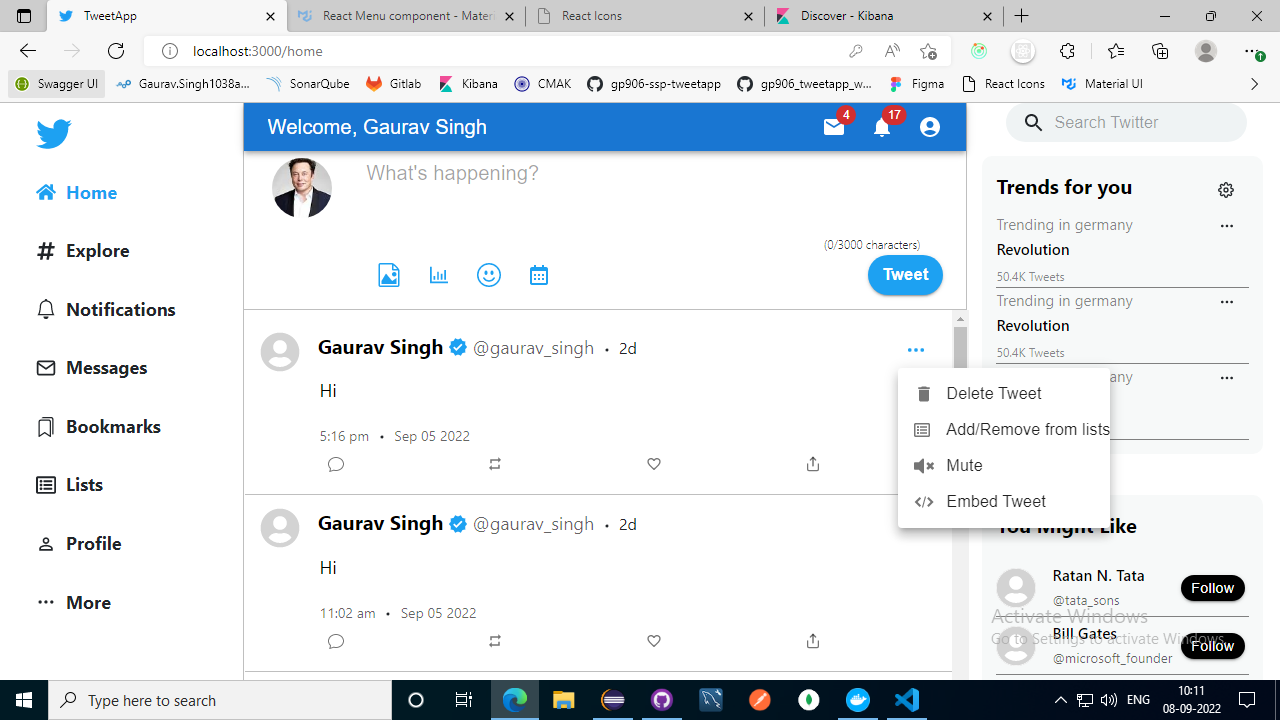 TweetApp
React Menu component - Mater
React Icons
Discover - Kibana
localhost:3000/home
Swagger UI
Gaurav.Singh1038a...
SonarQube
Gitlab
Kibana
CMAK
gp906-ssp-tweetapp
gp906_tweetapp_w...
Figma
React Icons
Material UI
Home
Explore
Notifications
Messages
Bookmarks
Lists
Profile
More
Welcome, Gaurav Singh
4
17
What's happening?
(0/3000 characters)
Tweet
Gaurav Singh @gaurav_singh • 2d
Hi
5:16 pm • Sep 05 2022
Gaurav Singh @gaurav_singh • 2d
Hi
11:02 am • Sep 05 2022
Delete Tweet
Add/Remove from lists
Mute
Embed Tweet
Search Twitter
Trends for you
Trending in germany
Revolution
50.4K Tweets
Trending in germany
Revolution
50.4K Tweets
You Might Like
Ratan N. Tata
@tata_sons
Follow
Bill Gates
@microsoft_founder
Follow
Activate Windows
Go to Settings to activate Windows.
Type here to search
ENG
10:11
08-09-2022